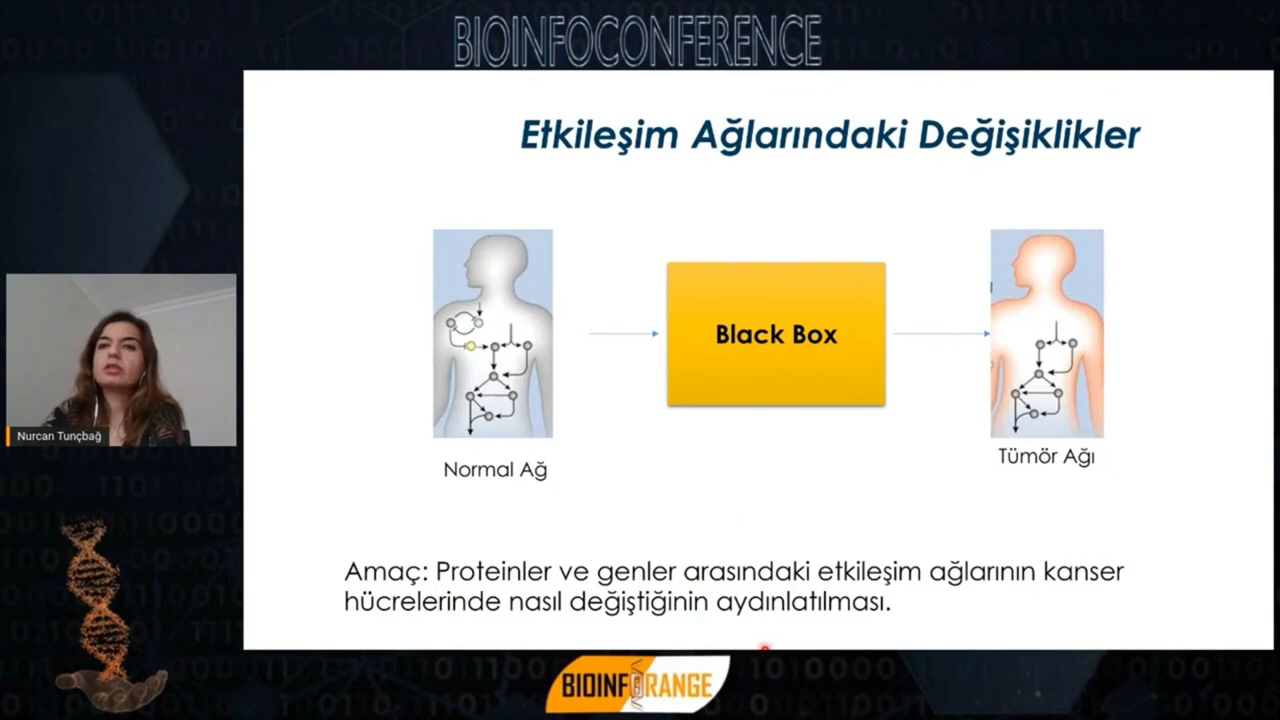 BIOINFOCONFERENCE
Etkileşim Ağlarındaki Değişiklikler
Black Box
Normal Ağ
Tümör Ağı
Nurcan Tunçbağ
Amaç: Proteinler ve genler arasındaki etkileşim ağlarının kanser
hücrelerinde nasıl değiştiğinin aydınlatılması.
BIOINFORANGE